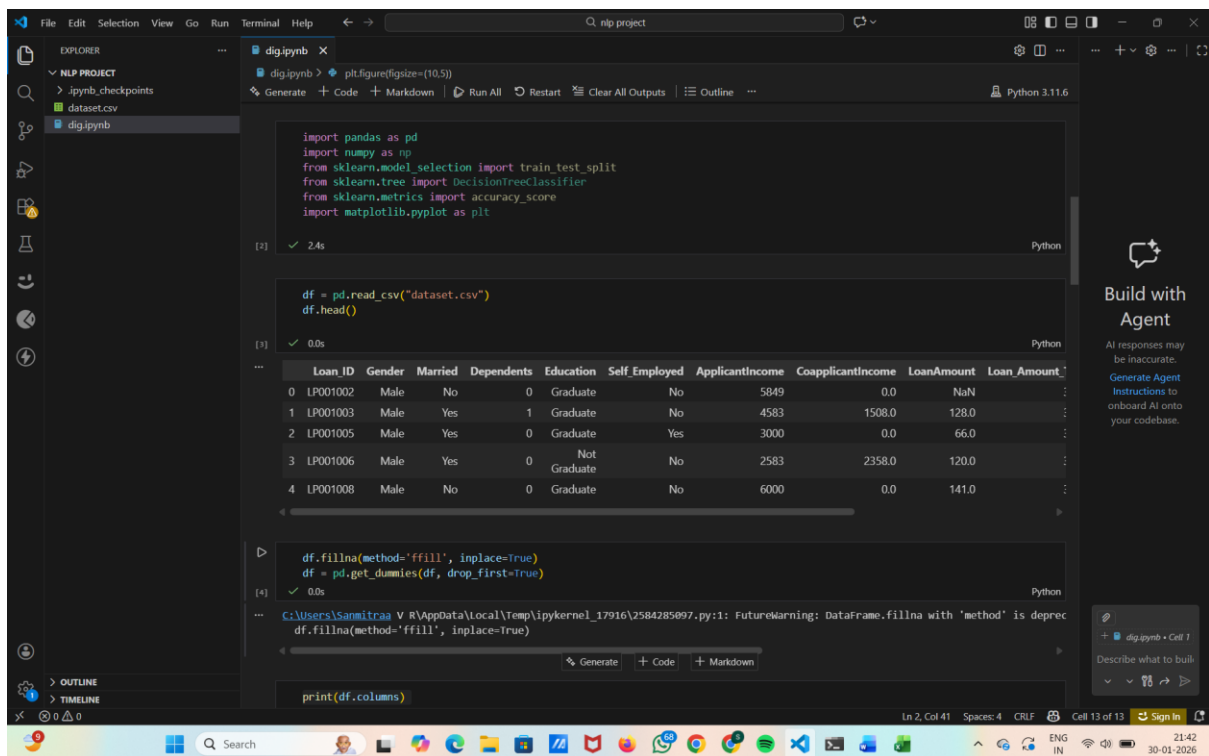 File Edit Selection View Go Run Terminal Help
nlp project
EXPLORER
NLP PROJECT
.ipynb_checkpoints
dataset.csv
dig.ipynb
OUTLINE
TIMELINE
dig.ipynb
dig.ipynb > plt.figure(figsize=(10,5))
Generate + Code + Markdown Run All Restart Clear All Outputs Outline ... Python 3.11.6
import pandas as pd
import numpy as np
from sklearn.model_selection import train_test_split
from sklearn.tree import DecisionTreeClassifier
from sklearn.metrics import accuracy_score
import matplotlib.pyplot as plt
[2] ✓ 2.4s Python
df = pd.read_csv("dataset.csv")
df.head()
[3] ✓ 0.0s Python
... Loan_ID Gender Married Dependents Education Self_Employed ApplicantIncome CoapplicantIncome LoanAmount Loan_Amount_
0 LP001002 Male No 0 Graduate No 5849 0.0 NaN
1 LP001003 Male Yes 1 Graduate No 4583 1508.0 128.0
2 LP001005 Male Yes 0 Graduate Yes 3000 0.0 66.0
3 LP001006 Male Yes 0 Not Graduate No 2583 2358.0 120.0
4 LP001008 Male No 0 Graduate No 6000 0.0 141.0
df.fillna(method='ffill', inplace=True)
df = pd.get_dummies(df, drop_first=True)
[4] ✓ 0.0s Python
... C:\Users\Sanmitraa V R\AppData\Local\Temp\ipykernel_17916\2584285097.py:1: FutureWarning: DataFrame.fillna with 'method' is deprec
df.fillna(method='ffill', inplace=True)
Generate + Code + Markdown
print(df.columns)
Build with
Agent
AI responses may
be inaccurate.
Generate Agent
Instructions to
onboard AI onto
your codebase.
+ dig.ipynb • Cell 1
Describe what to buil
0 0 Ln 2, Col 41 Spaces: 4 CRLF Cell 13 of 13 Sign In
9 Search 68 ENG 21:42
IN 30-01-2026